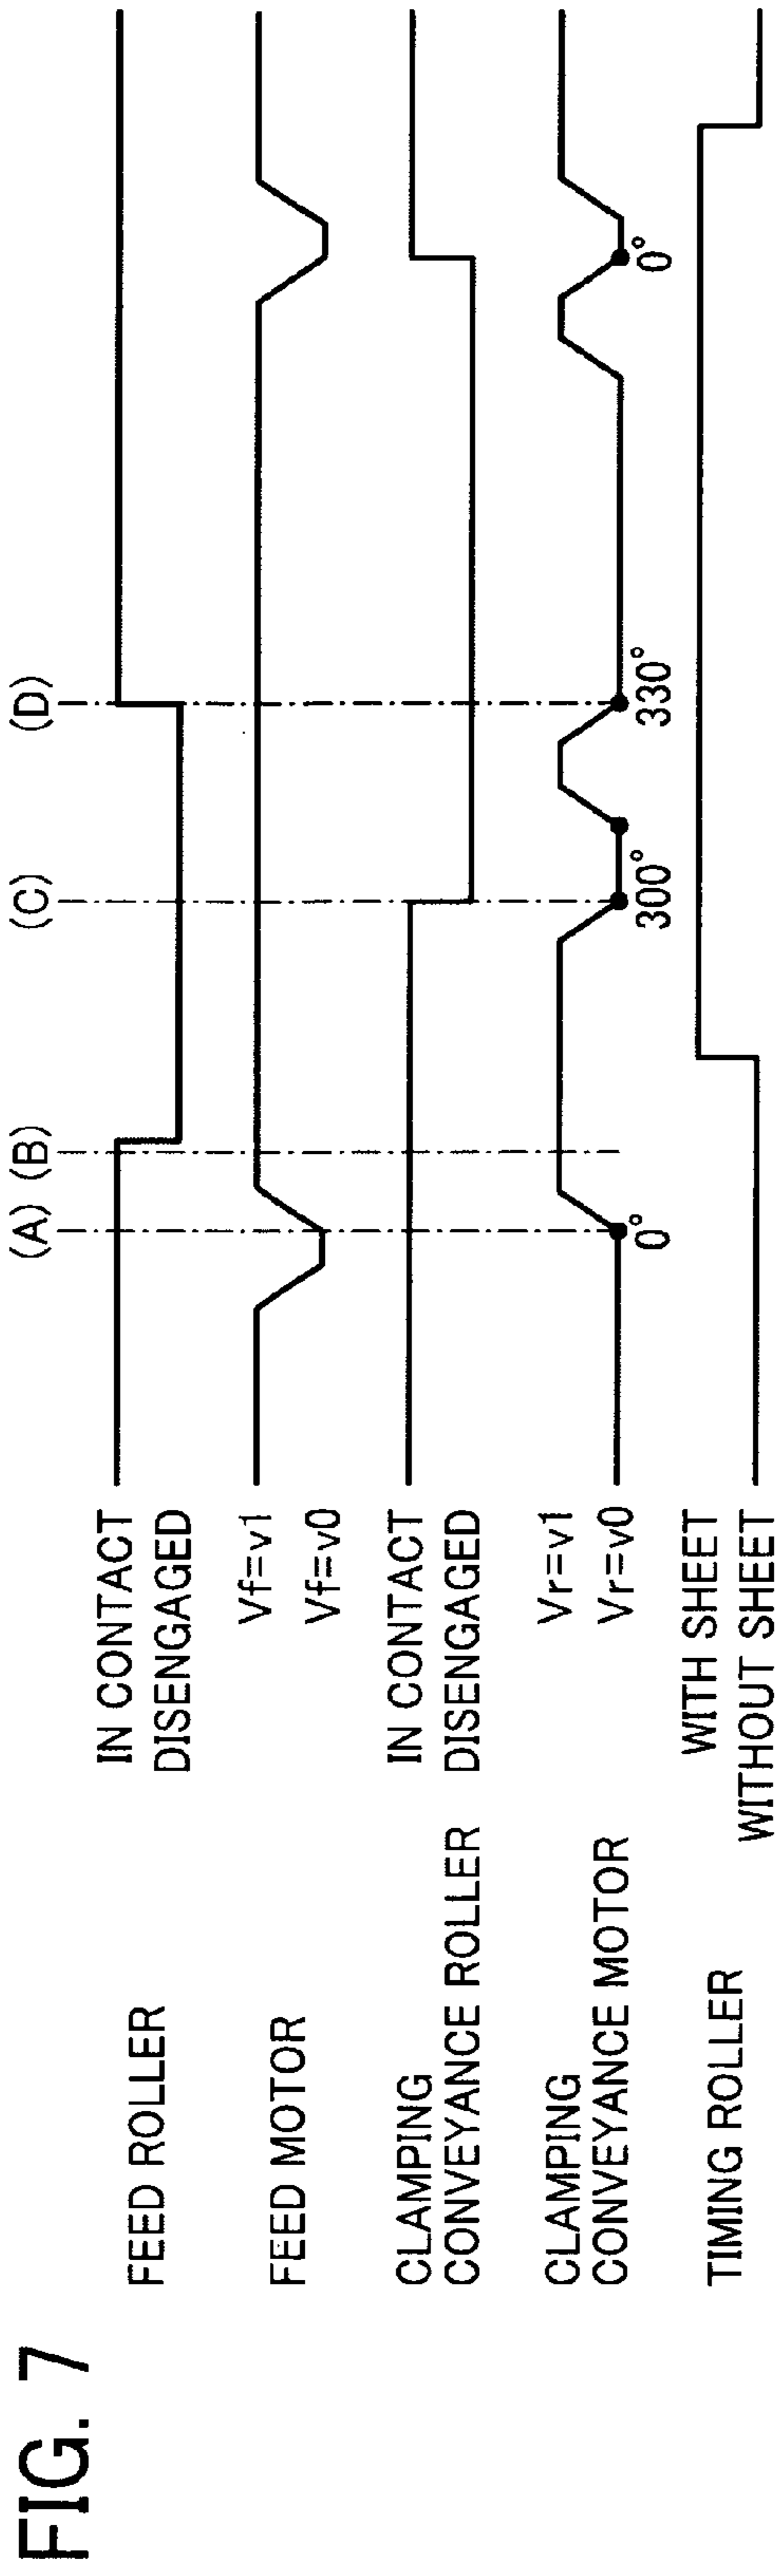 FIG. 7
(A) (B) (C) (D)
FEED ROLLER
IN CONTACT
DISENGAGED
FEED MOTOR
Vf=v1
Vf=v0
CLAMPING
CONVEYANCE ROLLER
IN CONTACT
DISENGAGED
CLAMPING
CONVEYANCE MOTOR
Vr=v1
Vr=v0
0° 300° 330° 0°
TIMING ROLLER
WITH SHEET
WITHOUT SHEET